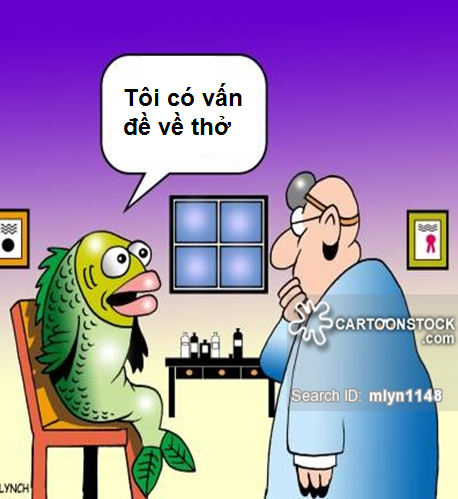 Tôi có vấn
đề về thở
CARTOONSTOCK
.com
Search ID: mlyn1148
LYNCH